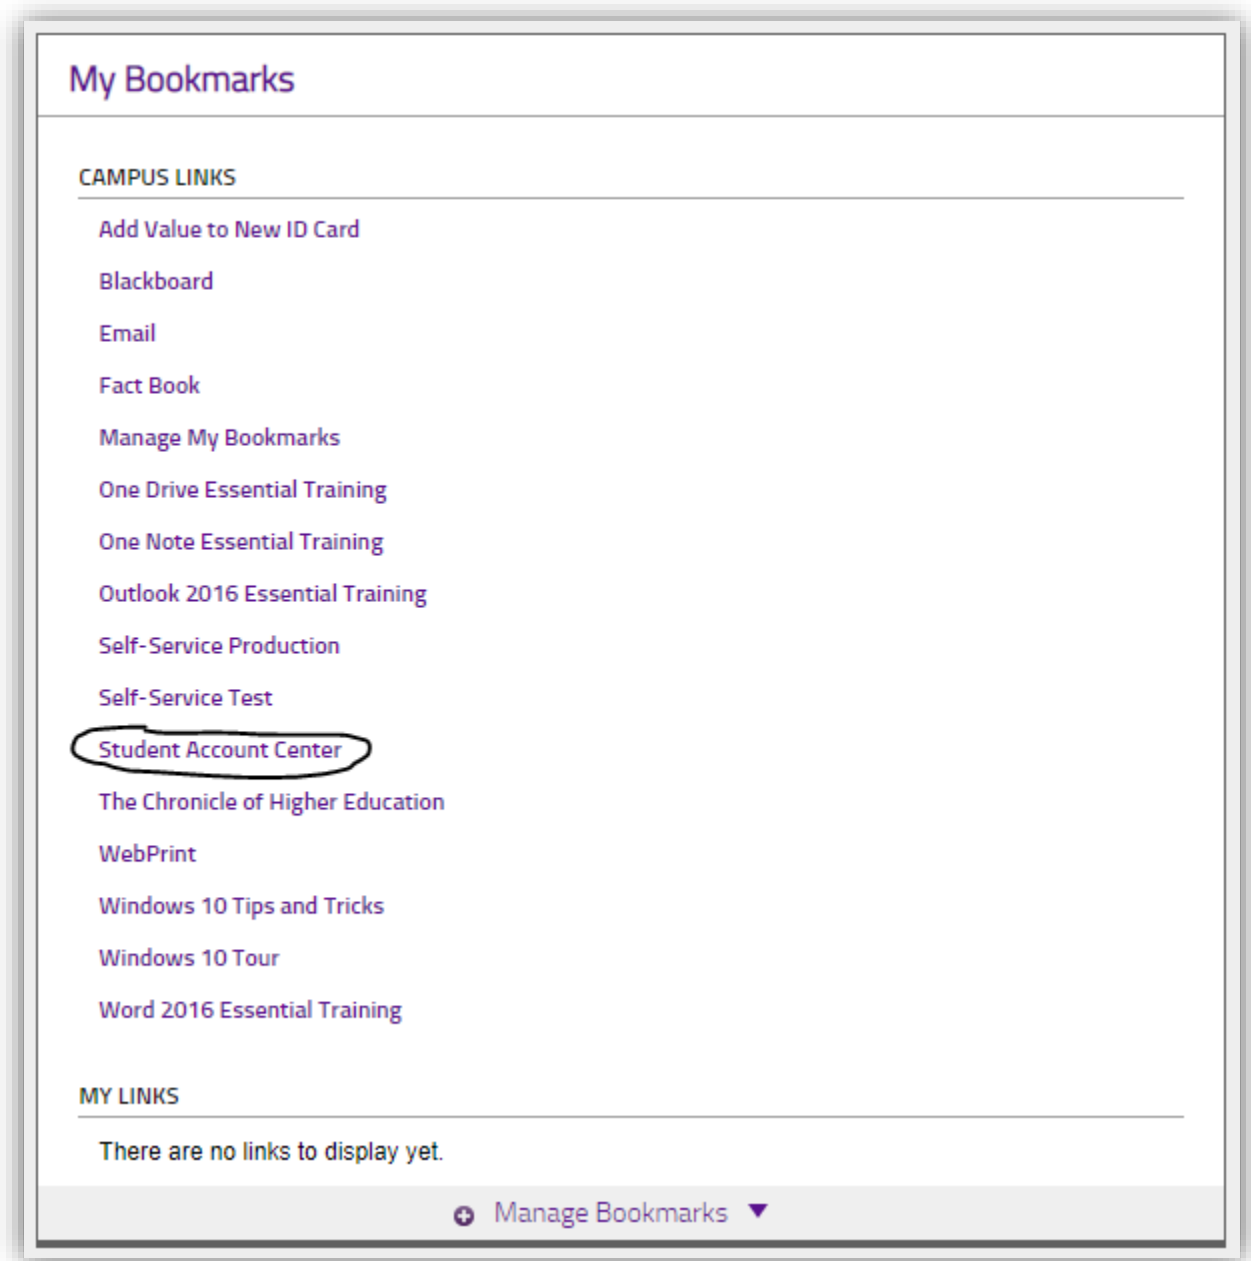 My Bookmarks
CAMPUS LINKS
Add Value to New ID Card
Blackboard
Email
Fact Book
Manage My Bookmarks
One Drive Essential Training
One Note Essential Training
Outlook 2016 Essential Training
Self-Service Production
Self-Service Test
Student Account Center
The Chronicle of Higher Education
WebPrint
Windows 10 Tips and Tricks
Windows 10 Tour
Word 2016 Essential Training
MY LINKS
There are no links to display yet.
Manage Bookmarks